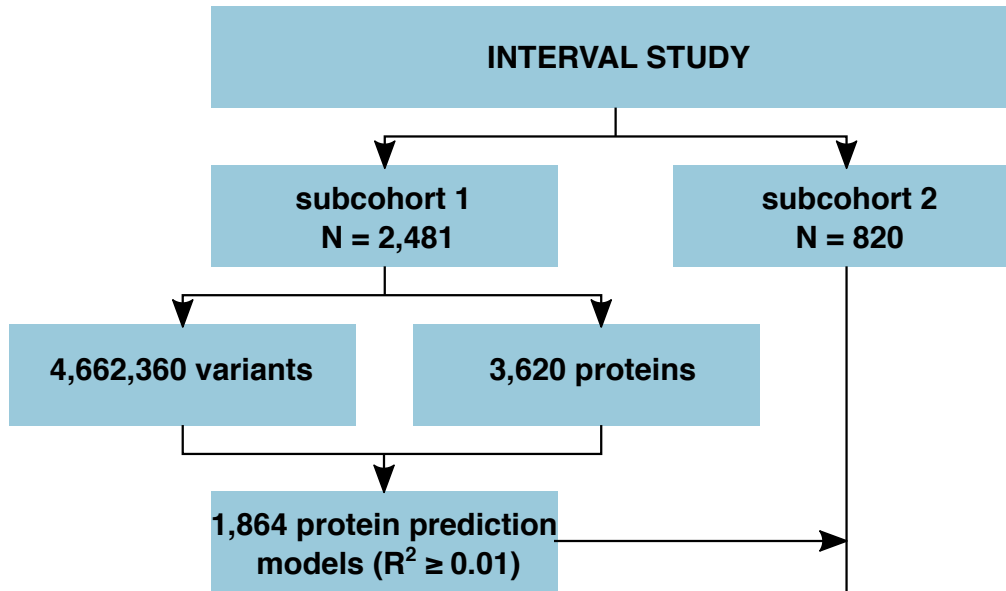 INTERVAL STUDY
subcohort 1
N = 2,481
subcohort 2
N = 820
4,662,360 variants
3,620 proteins
1,864 protein prediction
models (R² ≥ 0.01)